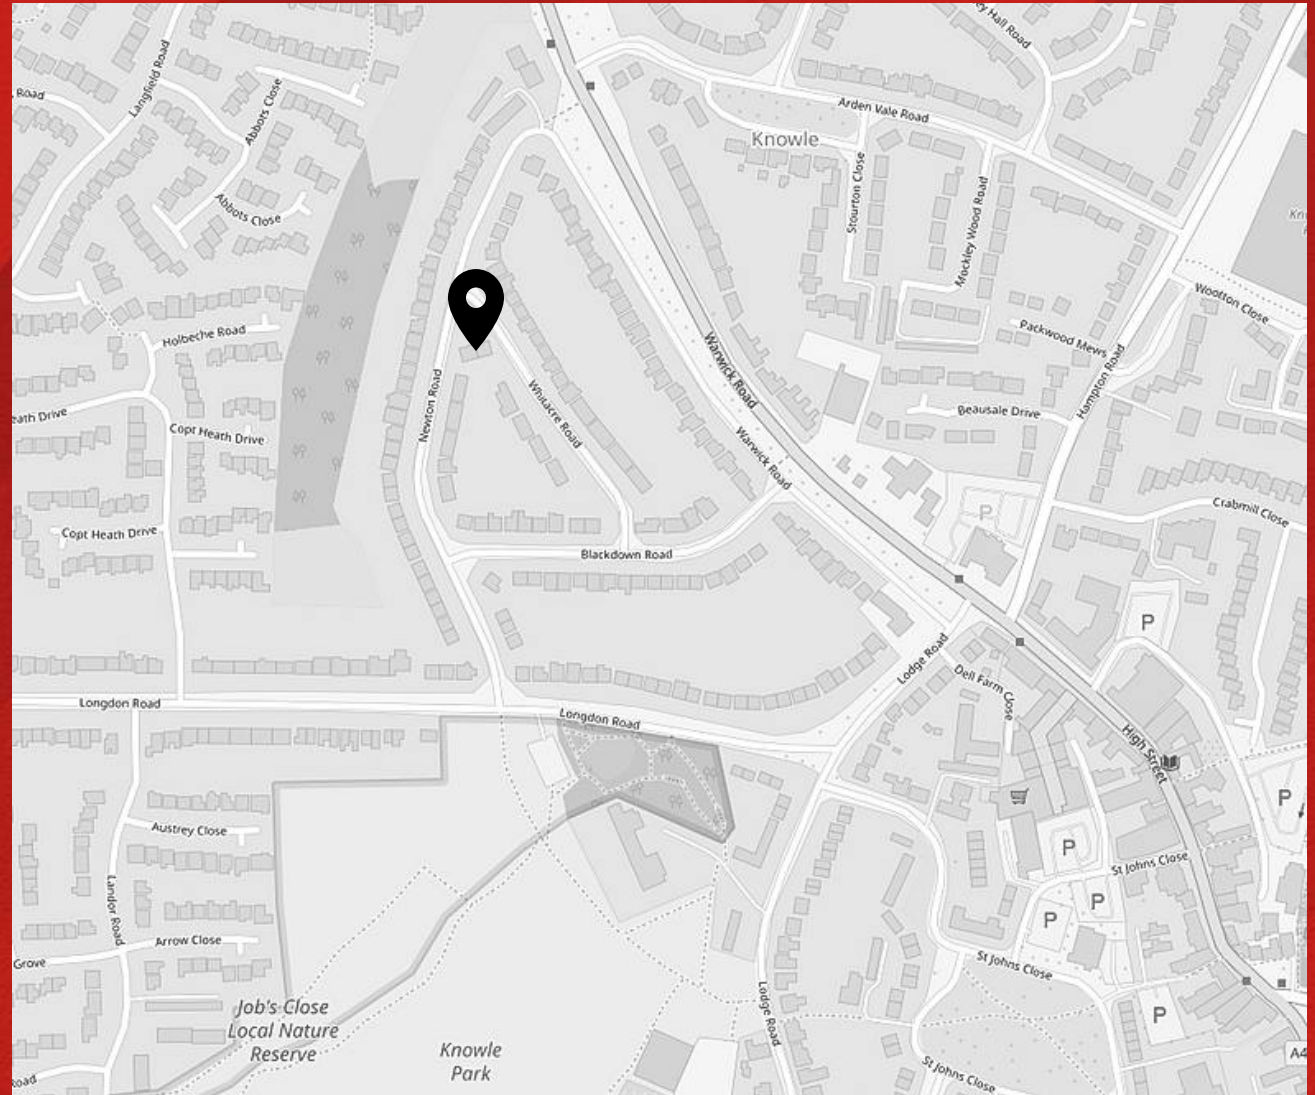 Hall Road
Langfield Road
Road
Abbots Close
Arden Vale Road
Knowle
Stourton Close
Mockley Wood Road
Abbots Close
Wootton Close
Holbeche Road
Packwood Mews
Warwick Road
Hampton Road
Newton Road
Whitacre Road
Beausale Drive
Drive
Copt Heath Drive
Warwick Road
Crabmill Close
P
Copt Heath Drive
Blackdown Road
P
Lodge Road
Dell Farm Close
Longdon Road
Longdon Road
High Street
P
Austrey Close
P
St Johns Close
Landor Road
P
P
Arrow Close
Grove
St Johns Close
Job's Close
Local Nature
Reserve
Lodge Road
P
Knowle
Park
St Johns Close